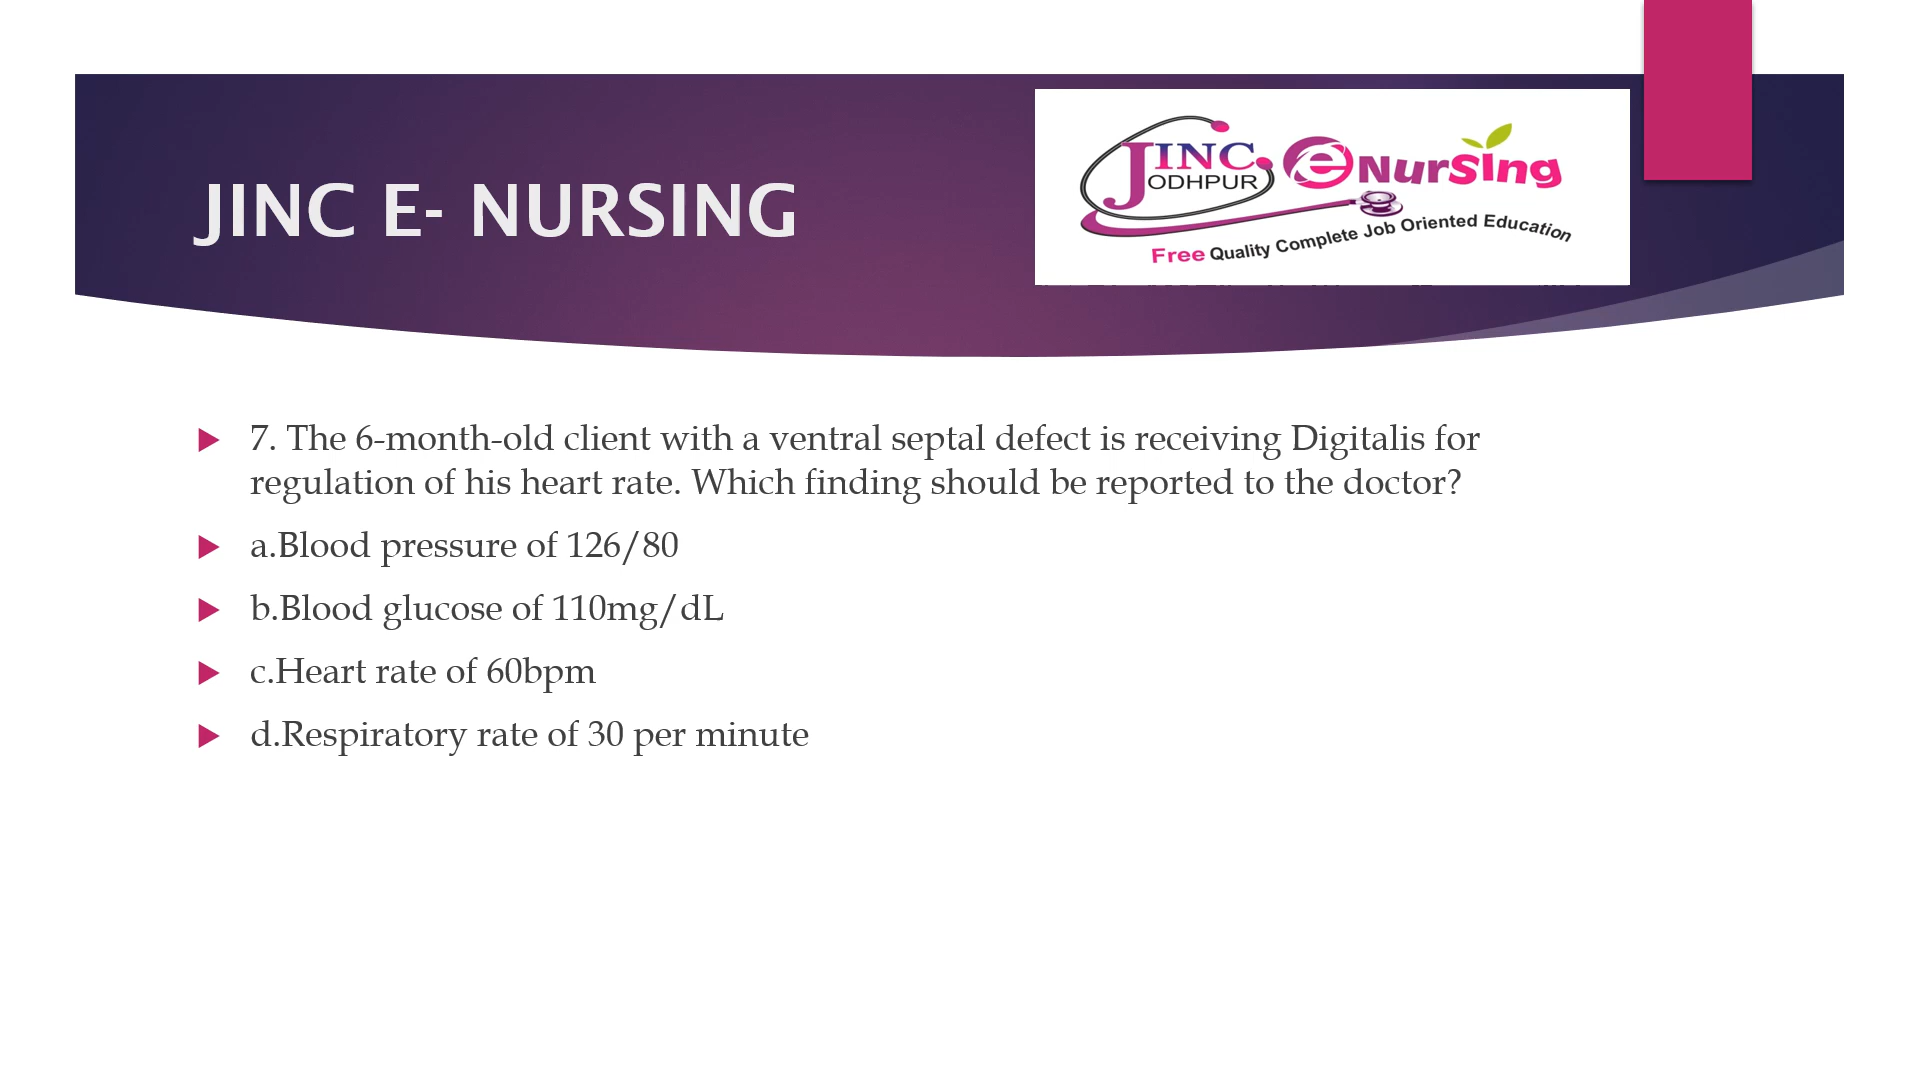 JINC E- NURSING
JINC
ODHPUR
eNursing
Free Quality Complete Job Oriented Education
7. The 6-month-old client with a ventral septal defect is receiving Digitalis for
regulation of his heart rate. Which finding should be reported to the doctor?
a.Blood pressure of 126/80
b.Blood glucose of 110mg/dL
c.Heart rate of 60bpm
d.Respiratory rate of 30 per minute